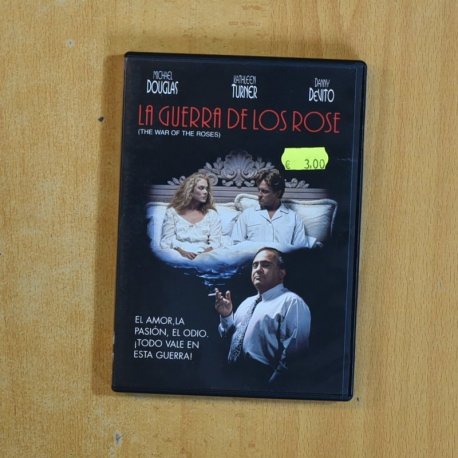 MICHAEL DOUGLAS
KATHLEEN TURNER
DANNY DEVITO
LA GUERRA DE LOS ROSE
(THE WAR OF THE ROSES)
€ 3,00
EL AMOR, LA
PASIÓN, EL ODIO.
¡TODO VALE EN
ESTA GUERRA!